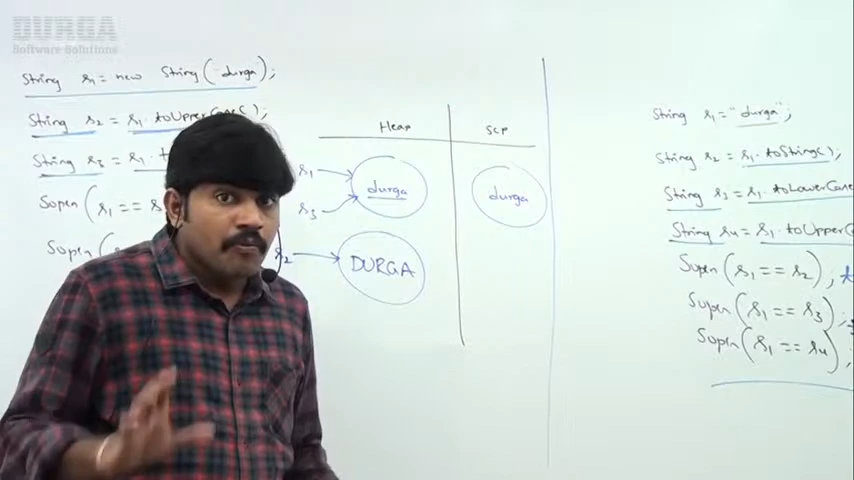 DURGA
Software Solutions
String s1 = new String("durga");
String s2 = s1.toUpperCase();
String s3 = s1.t
Sopln(s1 == s
Sopln(
Heap
SCP
s1
durga
s3
s2
DURGA
durga
String s1 = "durga";
String s2 = s1.toString();
String s3 = s1.toLowerCase
String s4 = s1.toUpperC
Sopln(s1 == s2);
Sopln(s1 == s3);
Sopln(s1 == s4);